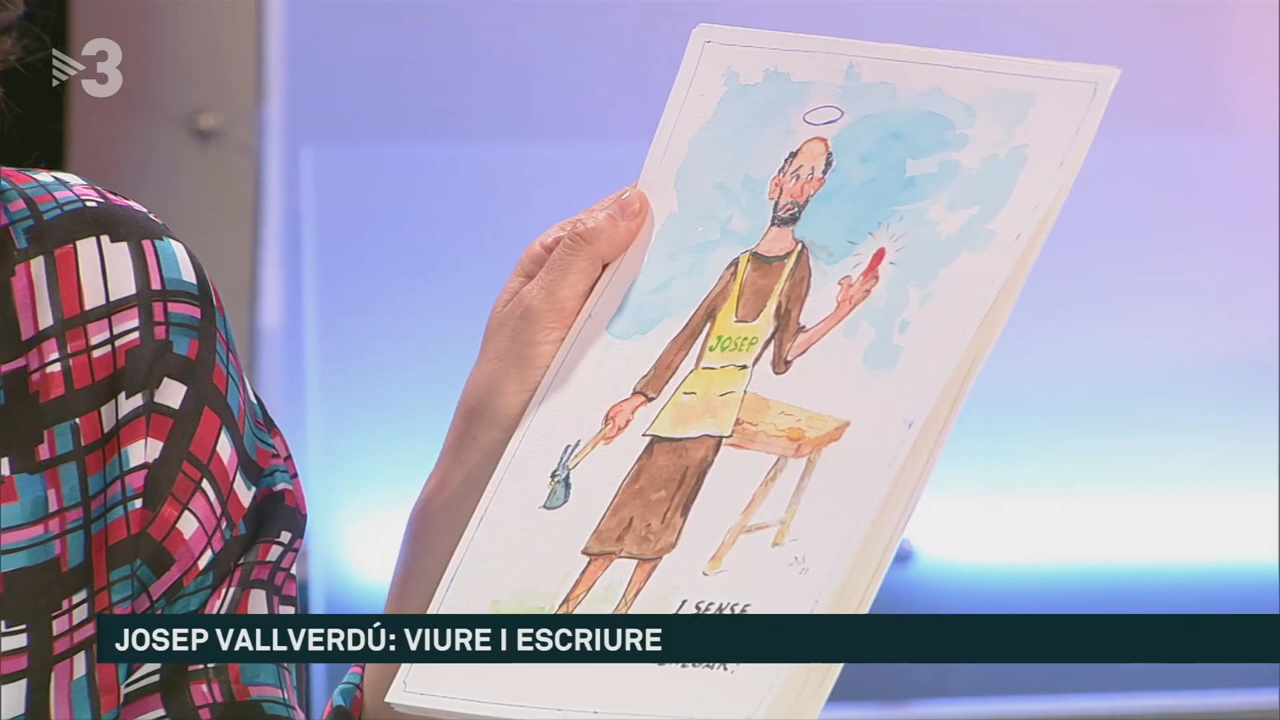 3
JOSEP
I SENSE
JOSEP VALLVERDÚ: VIURE I ESCRIURE